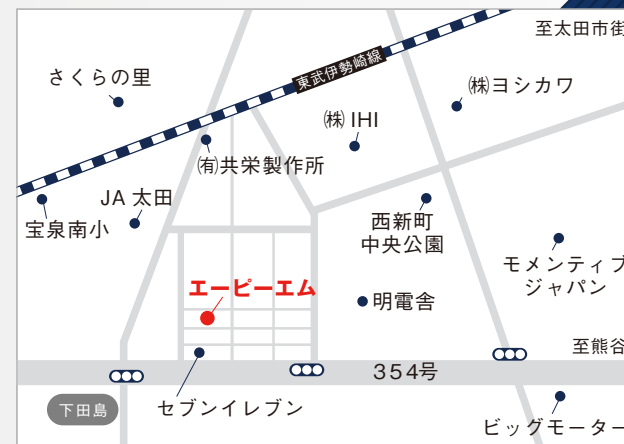 至太田市街
東武伊勢崎線
さくらの里
㈱ヨシカワ
㈱ IHI
㈲共栄製作所
JA 太田
宝泉南小
西新町
中央公園
モメンティブ
ジャパン
エーピーエム
明電舎
至熊谷
354号
下田島
セブンイレブン
ビッグモーター